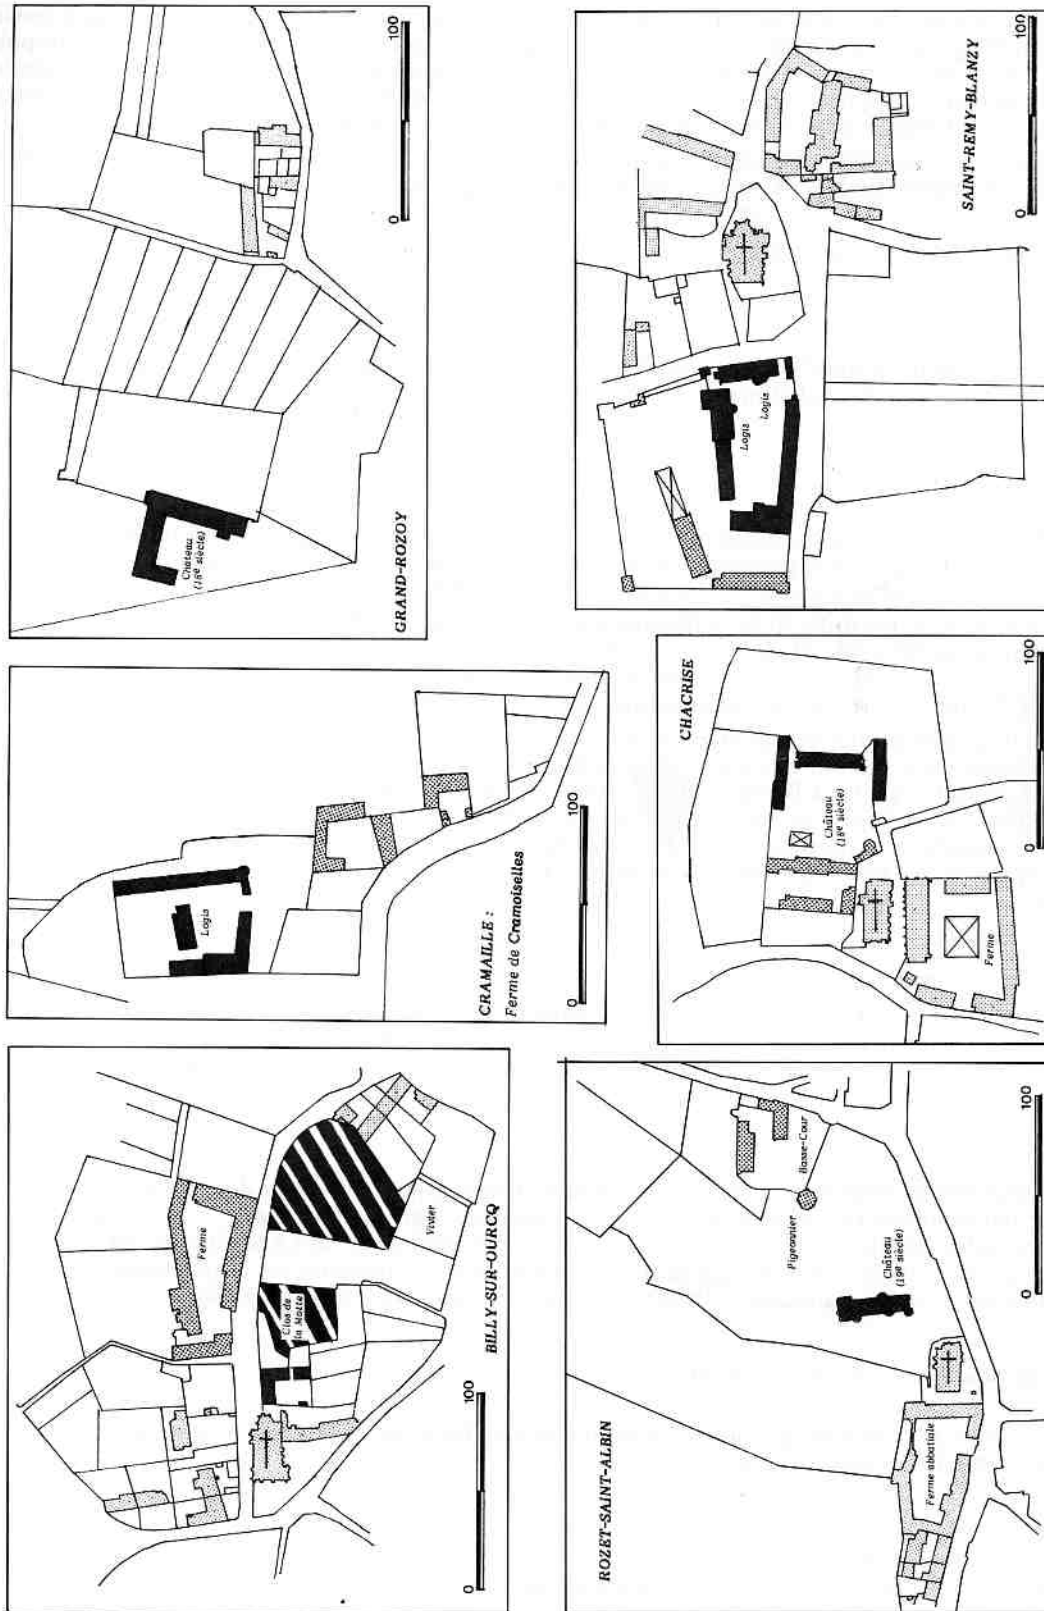 BILLY-SUR-OURCQ
Ferme
Clos de
la Motte
Vivier
0 100
CRAMAILLE :
Ferme de Cramoiselles
Logis
0 100
GRAND-ROZOY
Château
(18e siècle)
0 100
ROZET-SAINT-ALBIN
Ferme abbatiale
Château
(19e siècle)
Pigeonnier
Basse-Cour
0 100
CHACRISE
Château
(18e siècle)
Ferme
0 100
SAINT-REMY-BLANZY
Logis
Logis
0 100